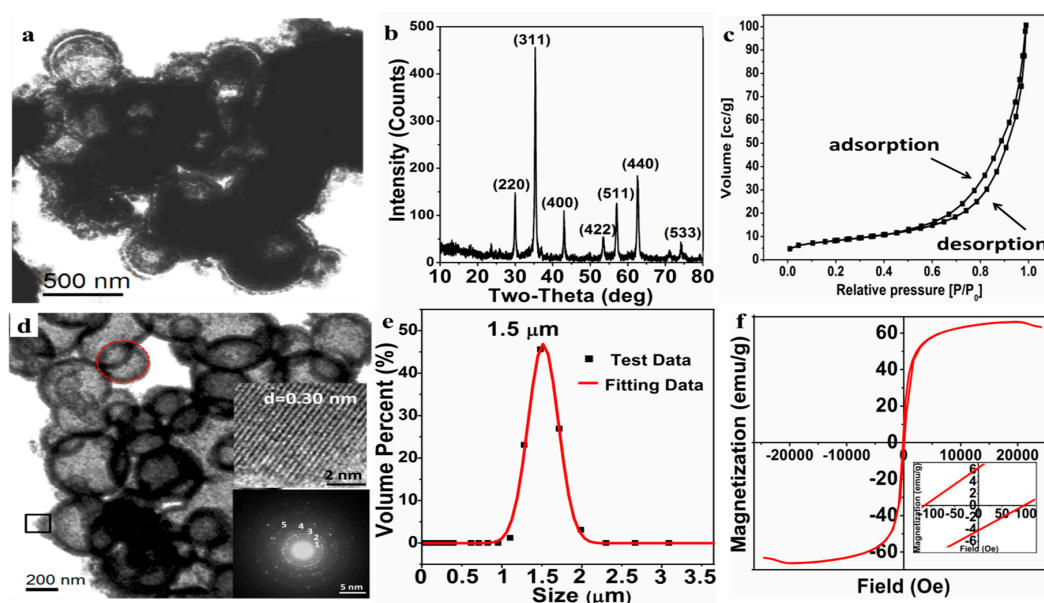 a
500 nm
b
Intensity (Counts)
500
400
300
200
100
0
(220)
(311)
(400)
(422)
(511)
(440)
(533)
10 20 30 40 50 60 70 80
Two-Theta (deg)
c
Volume [cc/g]
100
90
80
70
60
50
40
30
20
10
0
adsorption
desorption
0.0 0.2 0.4 0.6 0.8 1.0
Relative pressure [P/P0]
d
d=0.30 nm
2 nm
5 4 3 2 1
5 nm
200 nm
e
1.5 μm
Test Data
Fitting Data
Volume Percent (%)
50
40
30
20
10
0
0.0 0.5 1.0 1.5 2.0 2.5 3.0 3.5
Size (μm)
f
Magnetization (emu/g)
60
40
20
0
-20
-40
-60
-20000 -10000 0 10000 20000
Magnetization (emu/g)
6
4
2
0
-2
-4
-6
-100 -50 0 50 100
Field (Oe)
Field (Oe)